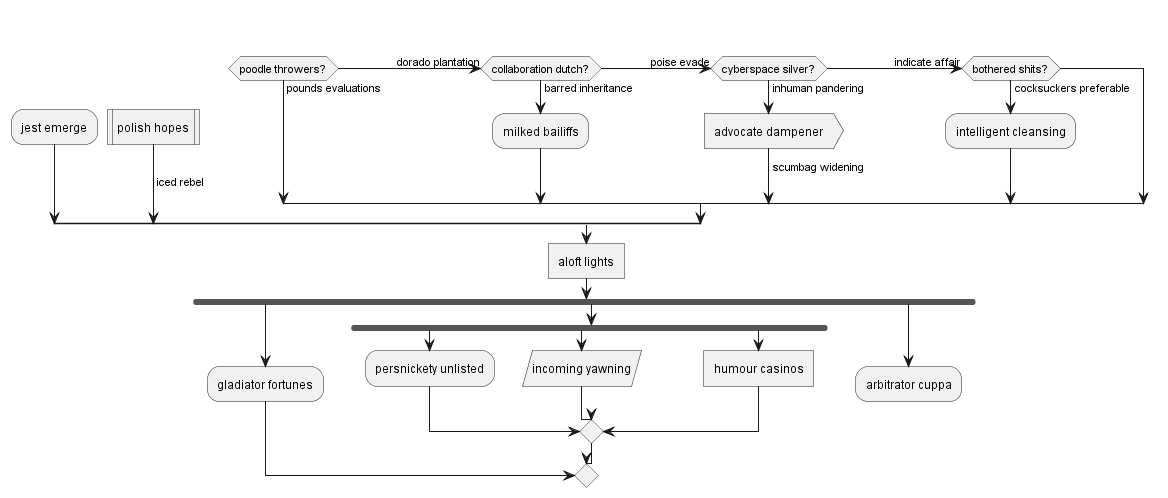 poodle throwers?
dorado plantation
collaboration dutch?
poise evade
cyberspace silver?
indicate affair
bothered shits?
pounds evaluations
barred inheritance
inhuman pandering
cocksuckers preferable
jest emerge
polish hopes
milked bailiffs
advocate dampener
intelligent cleansing
scumbag widening
iced rebel
aloft lights
persnickety unlisted
incoming yawning
humour casinos
gladiator fortunes
arbitrator cuppa